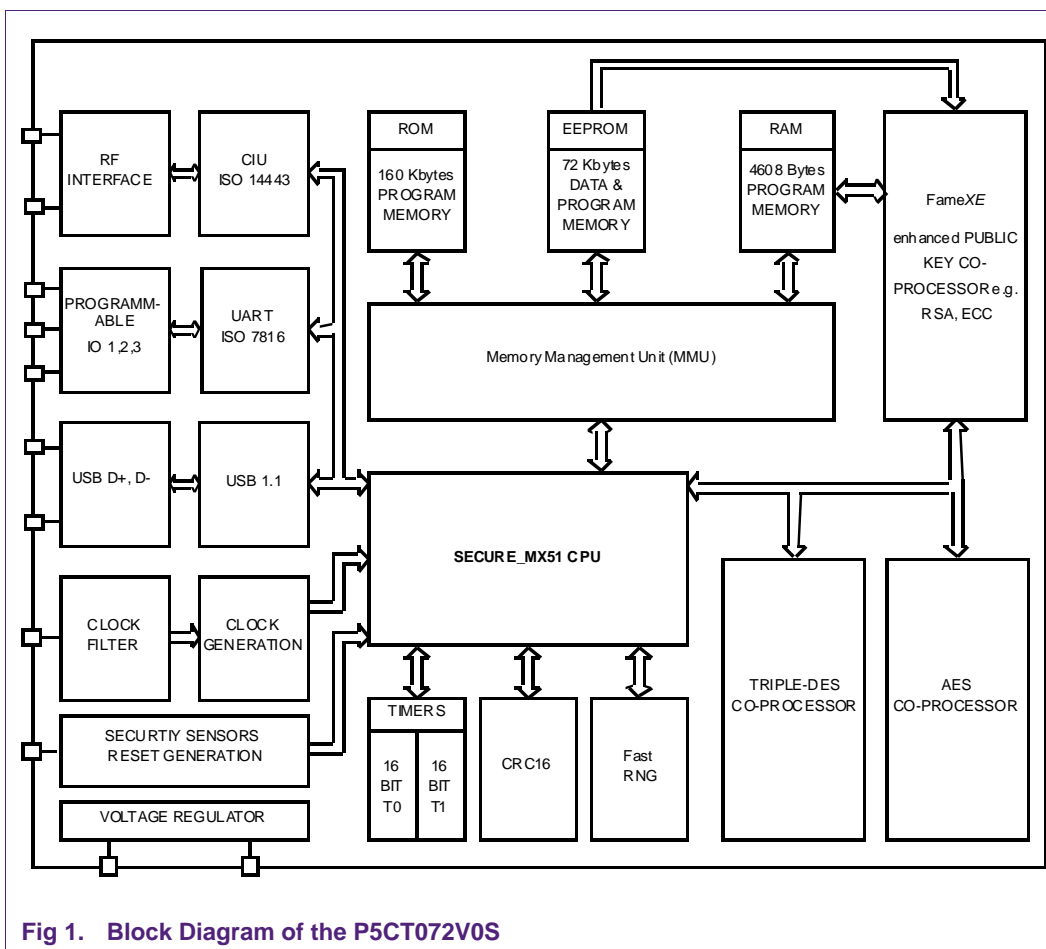 ROM
160 Kbytes
PROGRAM
MEMORY
EEPROM
72 Kbytes
DATA &
PROGRAM
MEMORY
RAM
4608 Bytes
PROGRAM
MEMORY
FameXE
enhanced PUBLIC
KEY CO-
PROCESSOR e.g.
RSA, ECC
RF
INTERFACE
CIU
ISO 14443
PROGRAMM-
ABLE
IO 1,2,3
UART
ISO 7816
Memory Management Unit (MMU)
USB D+, D-
USB 1.1
SECURE_MX51 CPU
CLOCK
FILTER
CLOCK
GENERATION
SECURTIY SENSORS
RESET GENERATION
VOLTAGE REGULATOR
TIMERS
16
BIT
T0
16
BIT
T1
CRC16
Fast
RNG
TRIPLE-DES
CO-PROCESSOR
AES
CO-PROCESSOR
Fig 1. Block Diagram of the P5CT072V0S